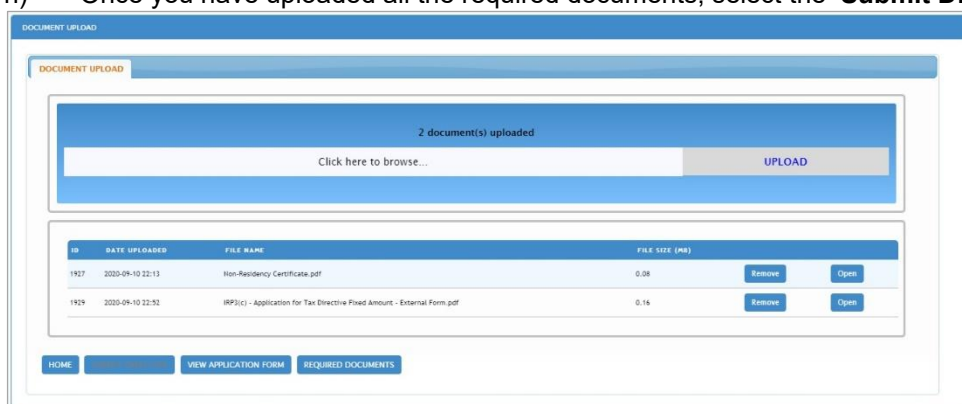 Once you have uploaded all the required documents, select the 'Submit
DOCUMENT UPLOAD
DOCUMENT UPLOAD
2 document(s) uploaded
Click here to browse... UPLOAD
ID DATE UPLOADED FILE NAME FILE SIZE (MB)
1927 2020-09-10 22:13 Non-Residency Certificate.pdf 0.08 Remove Open
1929 2020-09-10 22:52 IRP3(c) - Application for Tax Directive Fixed Amount - External Form.pdf 0.16 Remove Open
HOME VIEW APPLICATION FORM REQUIRED DOCUMENTS